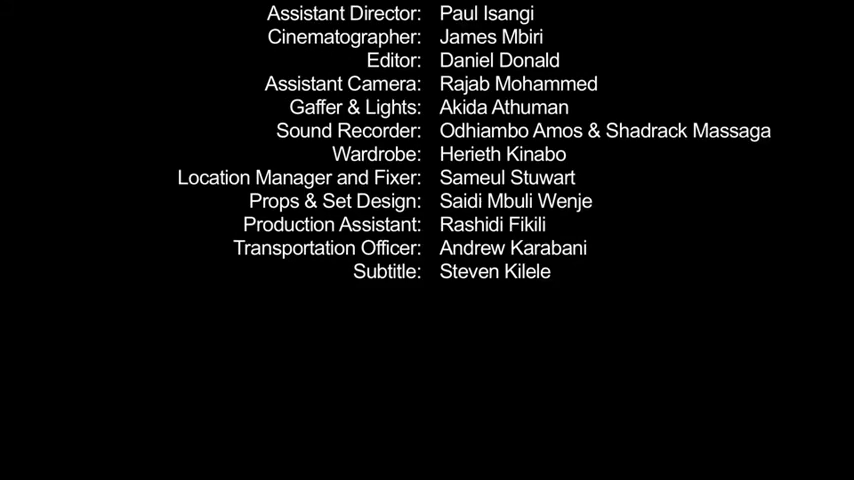 Assistant Director: Paul Isangi
Cinematographer: James Mbiri
Editor: Daniel Donald
Assistant Camera: Rajab Mohammed
Gaffer & Lights: Akida Athuman
Sound Recorder: Odhiambo Amos & Shadrack Massaga
Wardrobe: Herieth Kinabo
Location Manager and Fixer: Sameul Stuwart
Props & Set Design: Saidi Mbuli Wenje
Production Assistant: Rashidi Fikili
Transportation Officer: Andrew Karabani
Subtitle: Steven Kilele